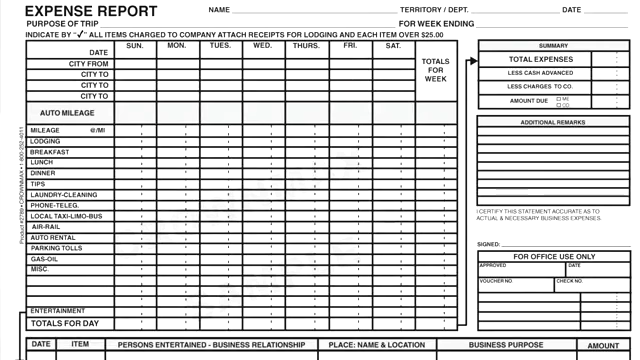 EXPENSE REPORT NAME TERRITORY / DEPT. DATE
PURPOSE OF TRIP FOR WEEK ENDING
INDICATE BY "✓" ALL ITEMS CHARGED TO COMPANY ATTACH RECEIPTS FOR LODGING AND EACH ITEM OVER $25.00
DATE SUN. MON. TUES. WED. THURS. FRI. SAT. TOTALS FOR WEEK
CITY FROM
CITY TO
CITY TO
CITY TO
AUTO MILEAGE
MILEAGE @/MI
LODGING
BREAKFAST
LUNCH
DINNER
TIPS
LAUNDRY-CLEANING
PHONE-TELEG.
LOCAL TAXI-LIMO-BUS
AIR-RAIL
AUTO RENTAL
PARKING TOLLS
GAS-OIL
MISC.
ENTERTAINMENT
TOTALS FOR DAY
SUMMARY
TOTAL EXPENSES
LESS CASH ADVANCED
LESS CHARGES TO CO.
AMOUNT DUE ME
CO.
ADDITIONAL REMARKS
I CERTIFY THIS STATEMENT ACCURATE AS TO
ACTUAL & NECESSARY BUSINESS EXPENSES.
SIGNED:
FOR OFFICE USE ONLY
APPROVED DATE
VOUCHER NO. CHECK NO.
DATE ITEM PERSONS ENTERTAINED - BUSINESS RELATIONSHIP PLACE: NAME & LOCATION BUSINESS PURPOSE AMOUNT